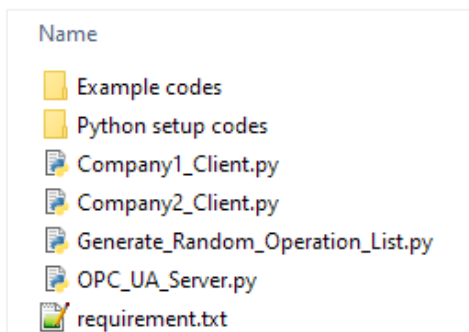 Name
Example codes
Python setup codes
Company1_Client.py
Company2_Client.py
Generate_Random_Operation_List.py
OPC_UA_Server.py
requirement.txt